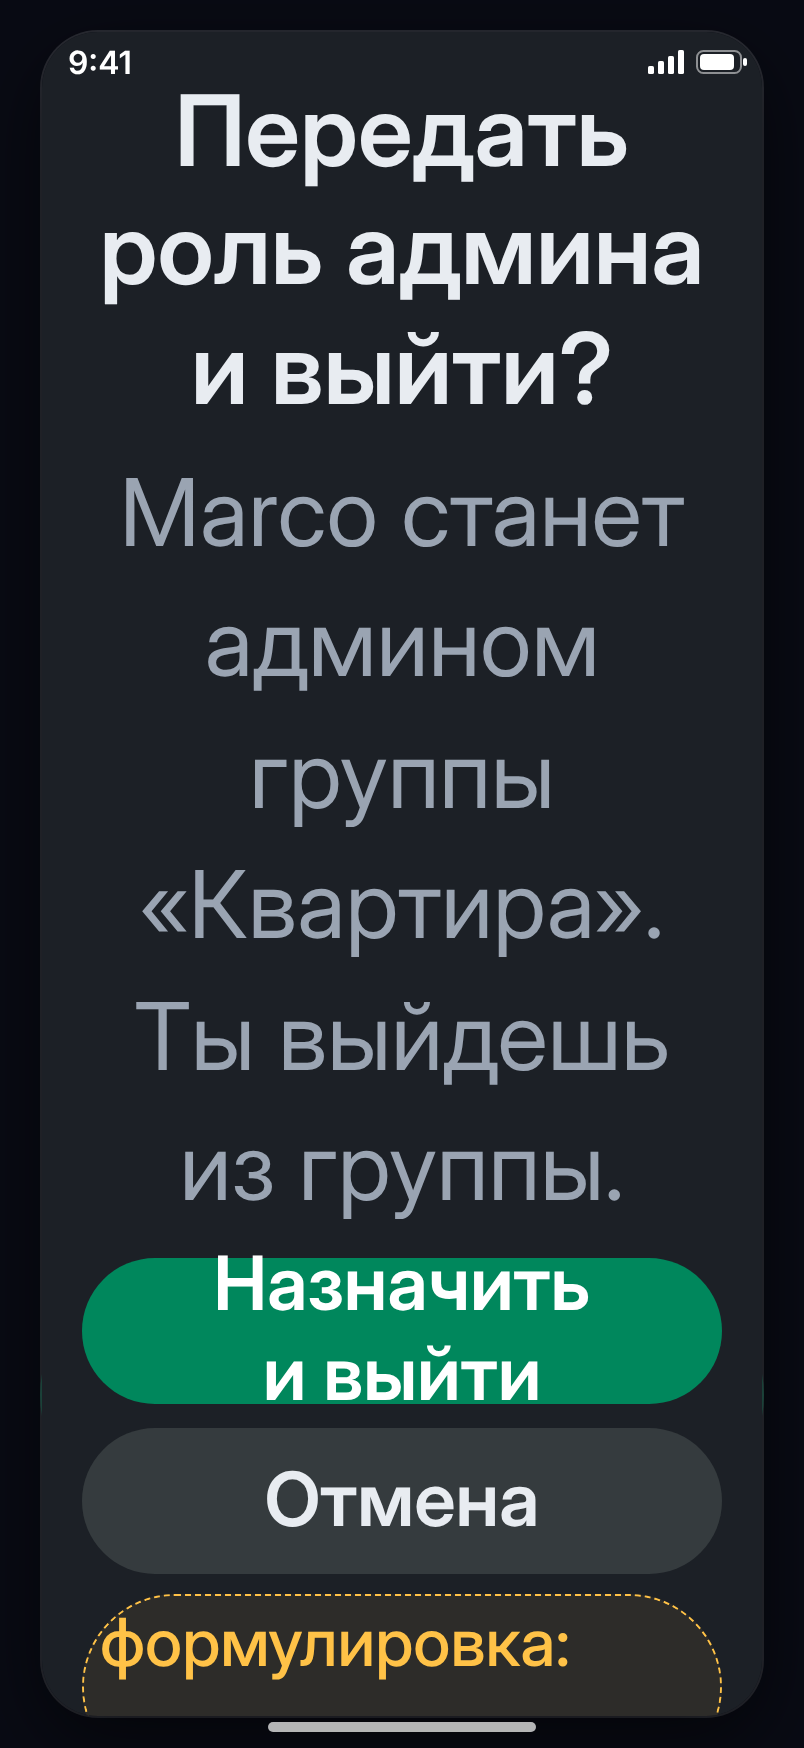 9:41
Передать
роль админа
и выйти?
Marco станет
админом
группы
«Квартира».
Ты выйдешь
из группы.
Назначить
и выйти
Отмена
формулировка: